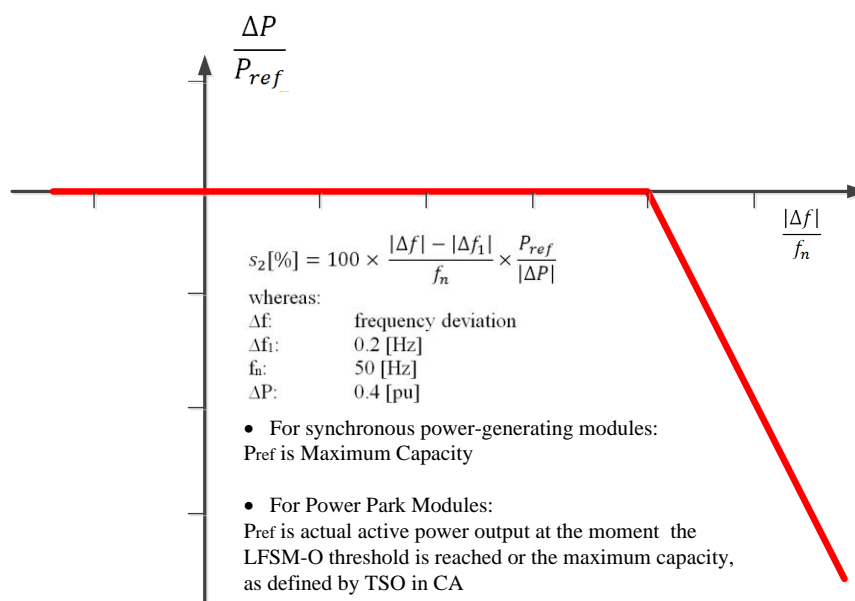 ΔP
P_ref
|Δf|
f_n
s₂[%] = 100 × (|Δf| − |Δf₁|)/f_n × P_ref/|ΔP|
whereas:
Δf: frequency deviation
Δf₁: 0.2 [Hz]
fₙ: 50 [Hz]
ΔP: 0.4 [pu]
• For synchronous power-generating modules:
Pref is Maximum Capacity
• For Power Park Modules:
Pref is actual active power output at the moment the
LFSM-O threshold is reached or the maximum capacity,
as defined by TSO in CA